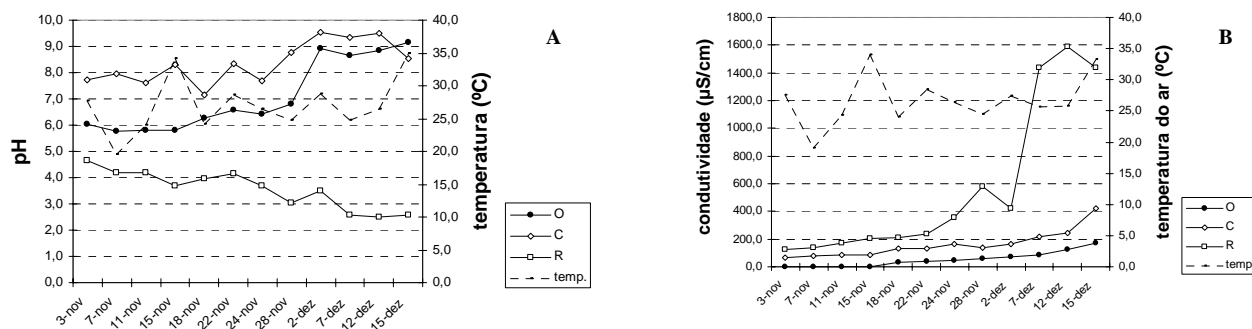 A
pH
10,0
9,0
8,0
7,0
6,0
5,0
4,0
3,0
2,0
1,0
0,0
40,0
35,0
30,0
25,0
20,0
15,0
10,0
5,0
0,0
temperatura (ºC)
3-nov
7-nov
11-nov
15-nov
18-nov
22-nov
24-nov
28-nov
2-dez
7-dez
12-dez
15-dez
O
C
R
temp.
B
condutividade (µS/cm)
1800,0
1600,0
1400,0
1200,0
1000,0
800,0
600,0
400,0
200,0
0,0
40,0
35,0
30,0
25,0
20,0
15,0
10,0
5,0
0,0
temperatura do ar (ºC)
3-nov
7-nov
11-nov
15-nov
18-nov
22-nov
24-nov
28-nov
2-dez
7-dez
12-dez
15-dez
O
C
R
temp